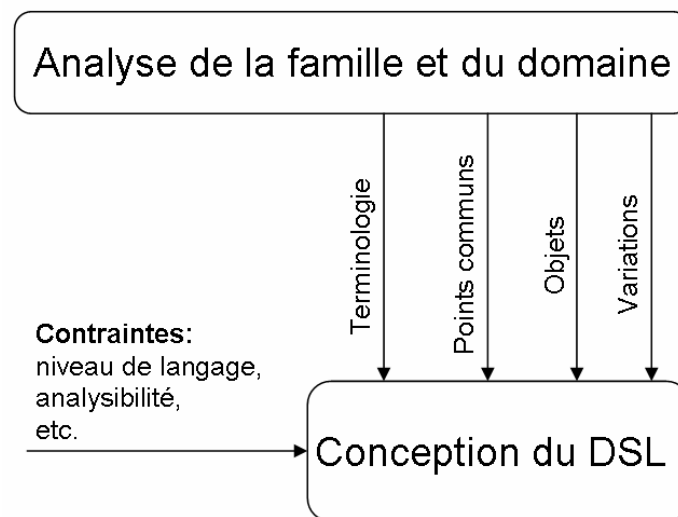 Analyse de la famille et du domaine
Terminologie
Points communs
Objets
Variations
Contraintes:
niveau de langage,
analysibilité,
etc.
Conception du DSL